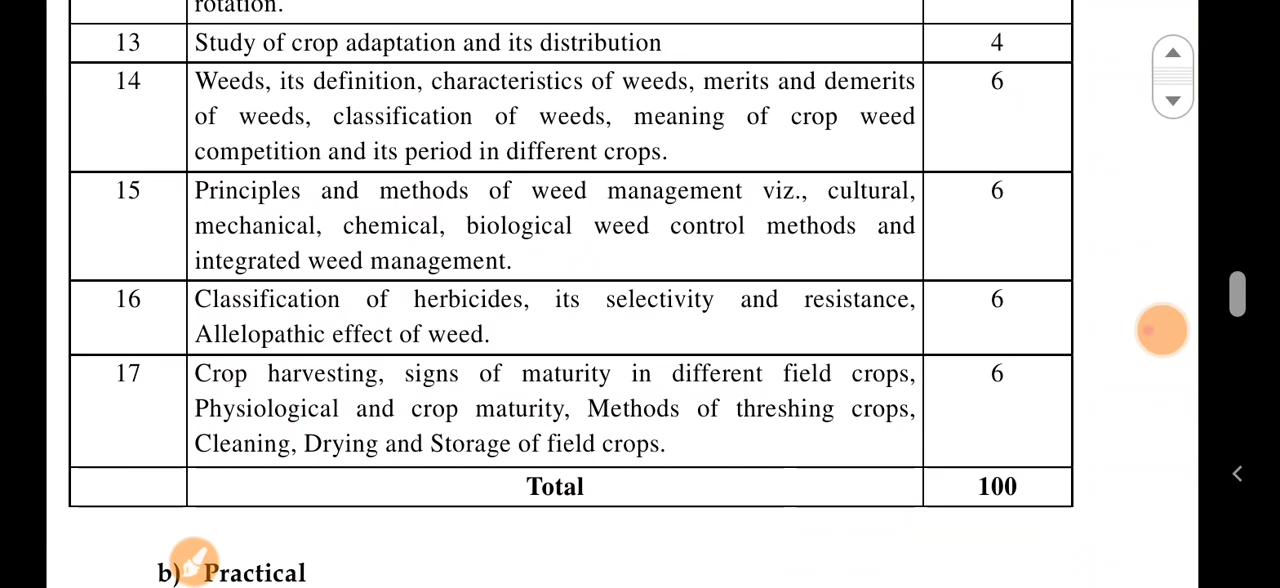 rotation.
13 Study of crop adaptation and its distribution 4
14 Weeds, its definition, characteristics of weeds, merits and demerits 6
of weeds, classification of weeds, meaning of crop weed
competition and its period in different crops.
15 Principles and methods of weed management viz., cultural, 6
mechanical, chemical, biological weed control methods and
integrated weed management.
16 Classification of herbicides, its selectivity and resistance, 6
Allelopathic effect of weed.
17 Crop harvesting, signs of maturity in different field crops, 6
Physiological and crop maturity, Methods of threshing crops,
Cleaning, Drying and Storage of field crops.
Total 100
b) Practical